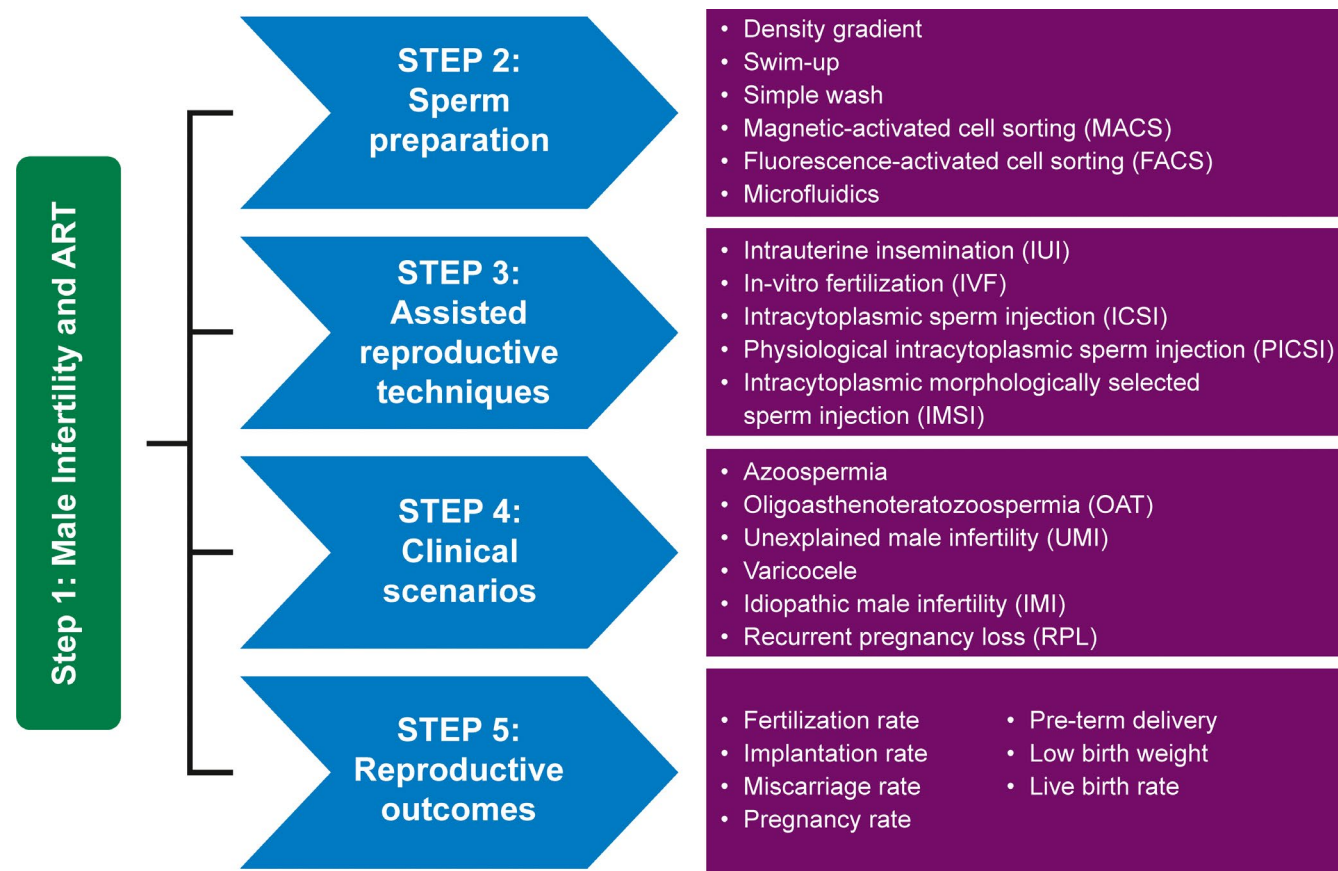 Step 1: Male Infertility and ART
STEP 2:
Sperm
preparation
• Density gradient
• Swim-up
• Simple wash
• Magnetic-activated cell sorting (MACS)
• Fluorescence-activated cell sorting (FACS)
• Microfluidics
STEP 3:
Assisted
reproductive
techniques
• Intrauterine insemination (IUI)
• In-vitro fertilization (IVF)
• Intracytoplasmic sperm injection (ICSI)
• Physiological intracytoplasmic sperm injection (PICSI)
• Intracytoplasmic morphologically selected
sperm injection (IMSI)
STEP 4:
Clinical
scenarios
• Azoospermia
• Oligoasthenoteratozoospermia (OAT)
• Unexplained male infertility (UMI)
• Varicocele
• Idiopathic male infertility (IMI)
• Recurrent pregnancy loss (RPL)
STEP 5:
Reproductive
outcomes
• Fertilization rate
• Implantation rate
• Miscarriage rate
• Pregnancy rate
• Pre-term delivery
• Low birth weight
• Live birth rate